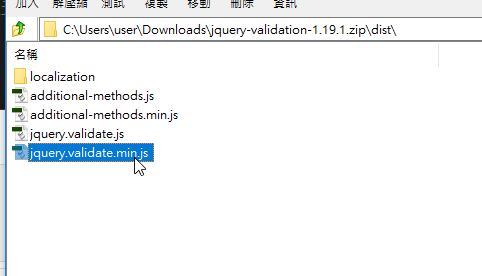 加入 解壓縮 測試 複製 移動 刪除 資訊
C:\Users\user\Downloads\jquery-validation-1.19.1.zip\dist\
名稱
localization
additional-methods.js
additional-methods.min.js
jquery.validate.js
jquery.validate.min.js